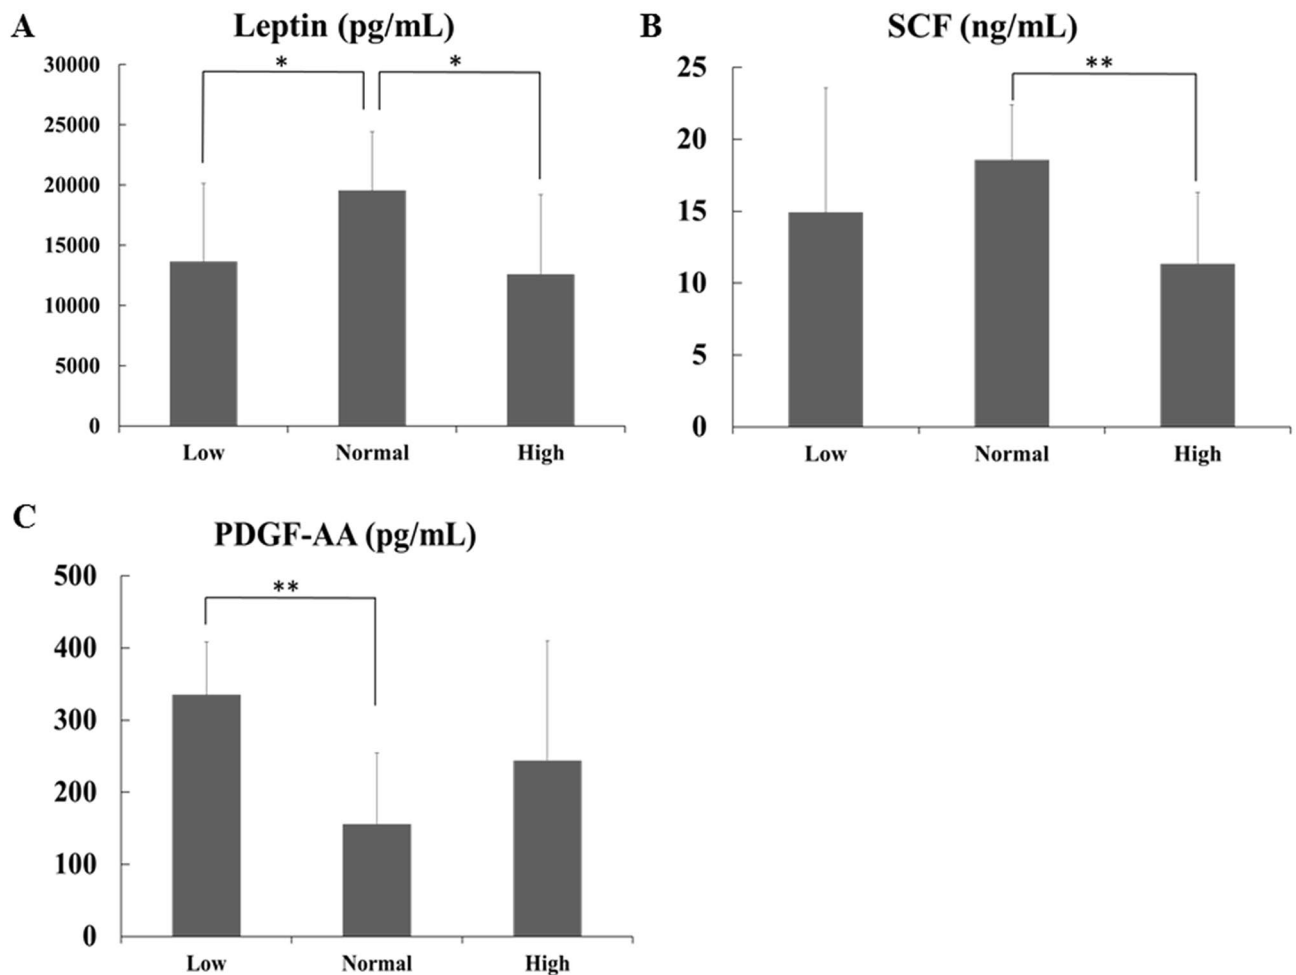 A
Leptin (pg/mL)
30000
25000
20000
15000
10000
5000
0
*
*
Low
Normal
High
B
SCF (ng/mL)
25
20
15
10
5
0
**
Low
Normal
High
C
PDGF-AA (pg/mL)
500
400
300
200
100
0
**
Low
Normal
High